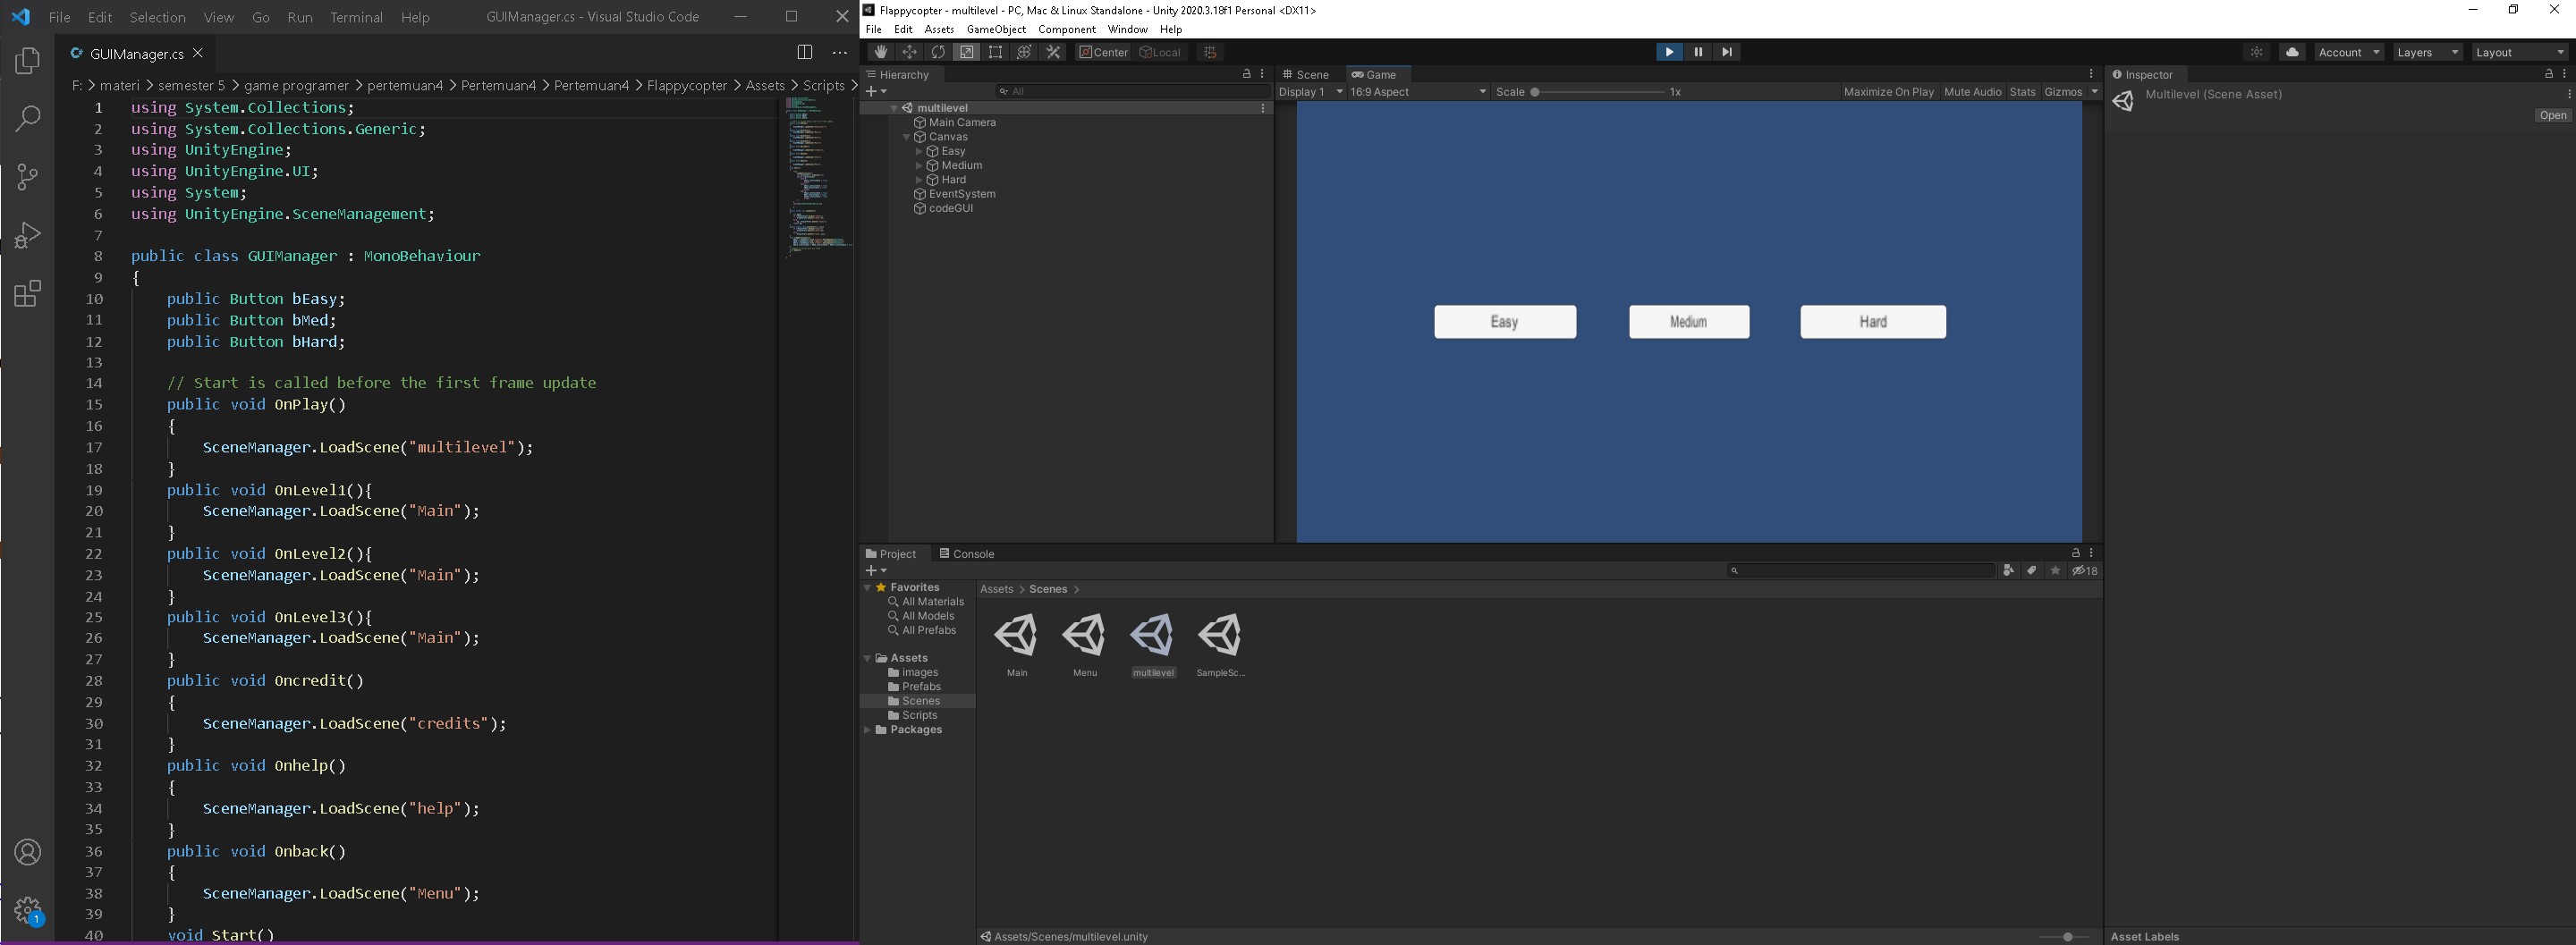 File Edit Selection View Go Run Terminal Help GUIManager.cs - Visual Studio Code
GUIManager.cs
F: > materi > semester 5 > game programer > pertemuan4 > Pertemuan4 > Pertemuan4 > Flappycopter > Assets > Scripts >
1 using System.Collections;
2 using System.Collections.Generic;
3 using UnityEngine;
4 using UnityEngine.UI;
5 using System;
6 using UnityEngine.SceneManagement;
7
8 public class GUIManager : MonoBehaviour
9 {
10 public Button bEasy;
11 public Button bMed;
12 public Button bHard;
13
14 // Start is called before the first frame update
15 public void OnPlay()
16 {
17 SceneManager.LoadScene("multilevel");
18 }
19 public void OnLevel1(){
20 SceneManager.LoadScene("Main");
21 }
22 public void OnLevel2(){
23 SceneManager.LoadScene("Main");
24 }
25 public void OnLevel3(){
26 SceneManager.LoadScene("Main");
27 }
28 public void Oncredit()
29 {
30 SceneManager.LoadScene("credits");
31 }
32 public void Onhelp()
33 {
34 SceneManager.LoadScene("help");
35 }
36 public void Onback()
37 {
38 SceneManager.LoadScene("Menu");
39 }
40 void Start()
1
Flappycopter - multilevel - PC, Mac & Linux Standalone - Unity 2020.3.18f1 Personal <DX11>
File Edit Assets GameObject Component Window Help
Center Local
Account Layers Layout
Hierarchy
All
multilevel
Main Camera
Canvas
Easy
Medium
Hard
EventSystem
codeGUI
Scene Game
Display 1 16:9 Aspect Scale 1x Maximize On Play Mute Audio Stats Gizmos
Easy Medium Hard
Inspector
Multilevel (Scene Asset)
Open
Project Console
18
Favorites
All Materials
All Models
All Prefabs
Assets
images
Prefabs
Scenes
Scripts
Packages
Assets > Scenes >
Main Menu multilevel SampleSc...
Assets/Scenes/multilevel.unity
Asset Labels